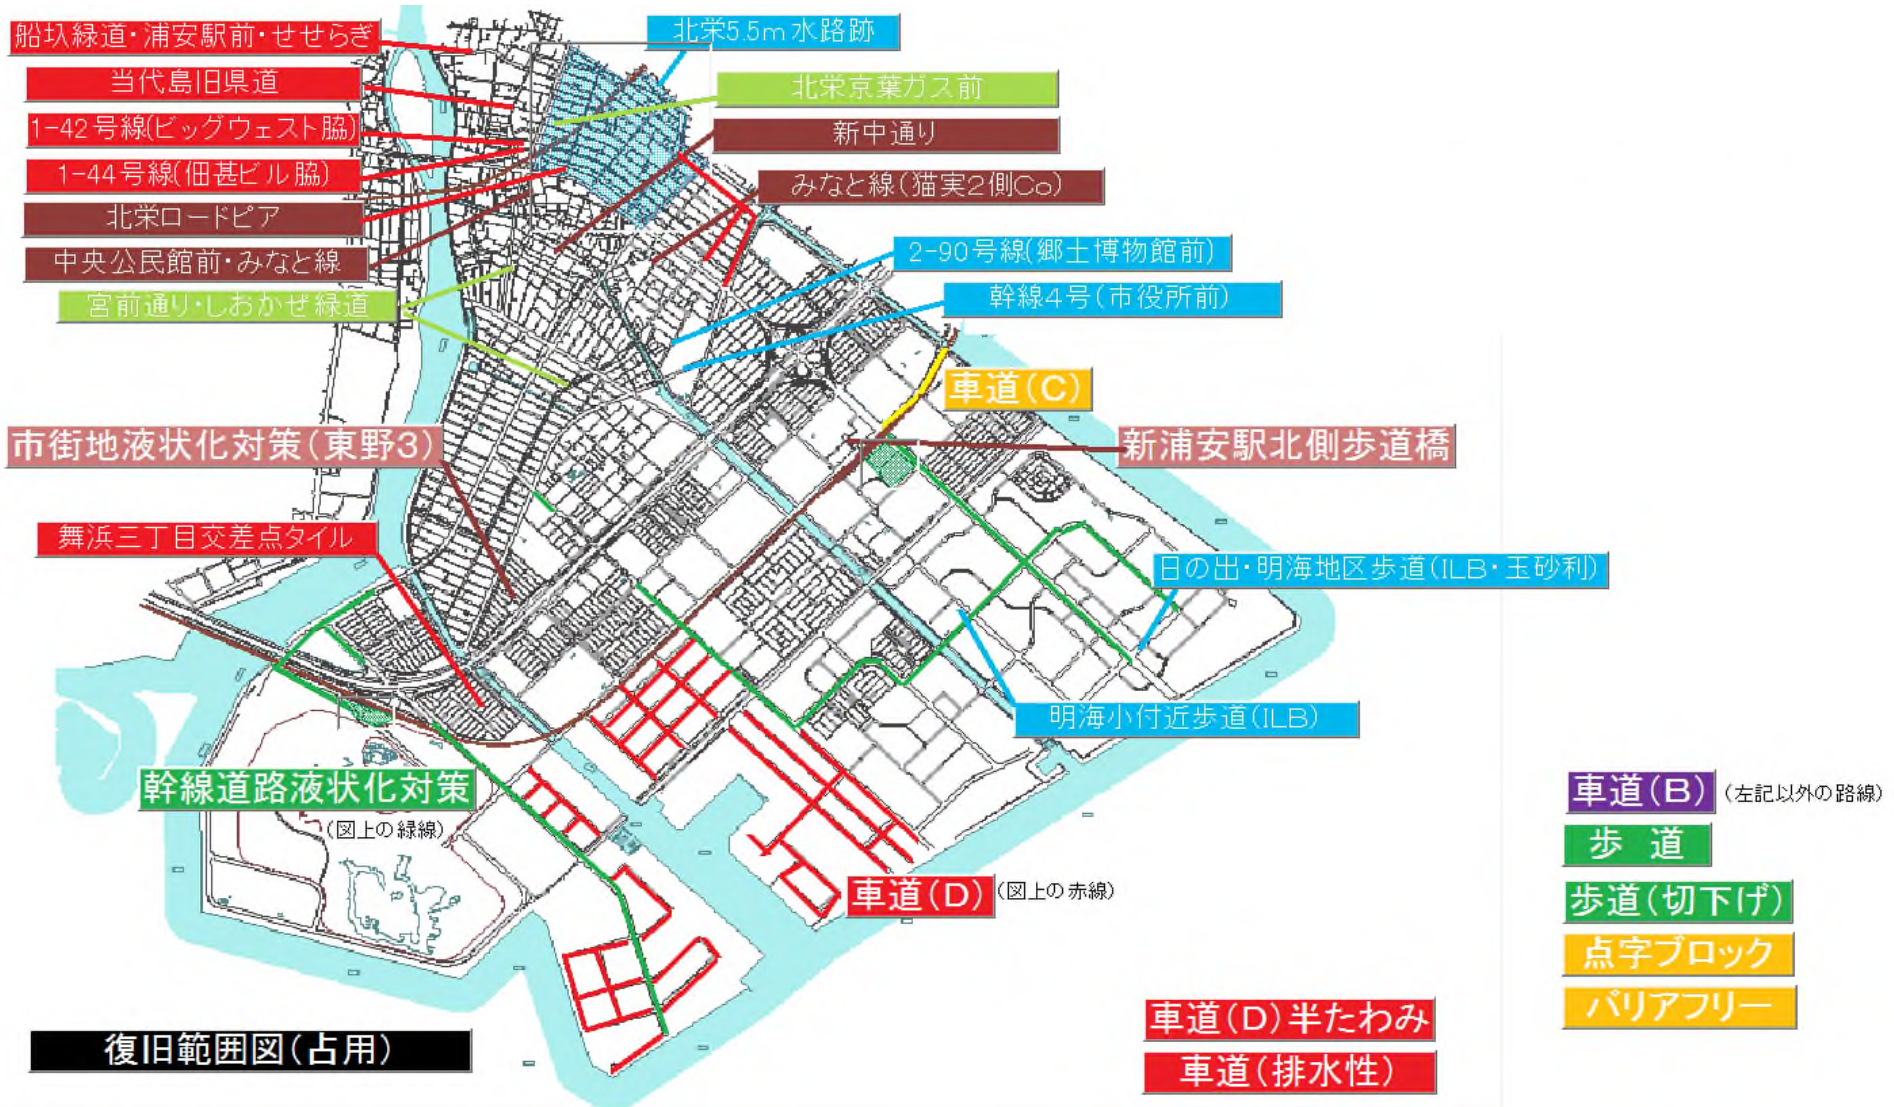 船圦緑道・浦安駅前・せせらぎ
北栄5.5m水路跡
当代島旧県道
北栄京葉ガス前
1-42号線(ビッグウェスト脇)
新中通り
1-44号線(佃甚ビル脇)
みなと線(猫実2側Co)
北栄ロードピア
中央公民館前・みなと線
2-90号線(郷土博物館前)
宮前通り・しおかぜ緑道
幹線4号(市役所前)
車道(C)
市街地液状化対策(東野3)
新浦安駅北側歩道橋
舞浜三丁目交差点タイル
日の出・明海地区歩道(ILB・玉砂利)
明海小付近歩道(ILB)
幹線道路液状化対策
(図上の緑線)
車道(D)
(図上の赤線)
車道(B)
(左記以外の路線)
歩 道
歩道(切下げ)
点字ブロック
バリアフリー
車道(D)半たわみ
車道(排水性)
復旧範囲図(占用)